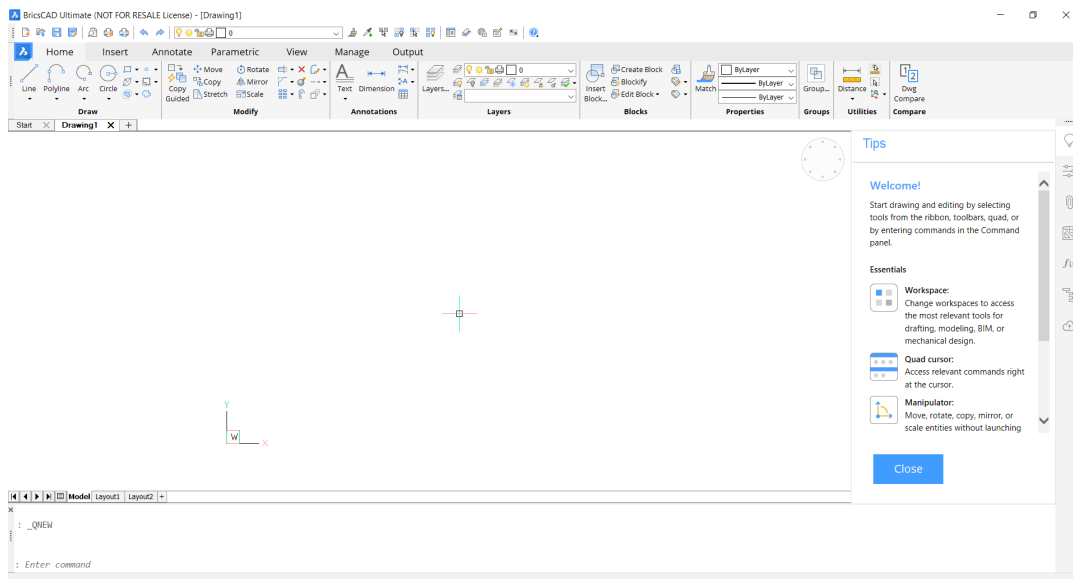 BricsCAD Ultimate (NOT FOR RESALE License) - [Drawing1]
0
Home Insert Annotate Parametric View Manage Output
Line Polyline Arc Circle
Draw
Copy Guided
Move Rotate
Copy Mirror
Stretch Scale
Modify
Text Dimension
Annotations
Layers...
0
Layers
Insert Block...
Create Block
Blockify
Edit Block
Blocks
Match
ByLayer
ByLayer
ByLayer
Properties
Group...
Groups
Distance
Utilities
1 2
Dwg Compare
Compare
Start Drawing1 +
Tips
Welcome!
Start drawing and editing by selecting
tools from the ribbon, toolbars, quad, or
by entering commands in the Command
panel.
Essentials
Workspace:
Change workspaces to access
the most relevant tools for
drafting, modeling, BIM, or
mechanical design.
Quad cursor:
Access relevant commands right
at the cursor.
Manipulator:
Move, rotate, copy, mirror, or
scale entities without launching
Close
Y
W X
Model Layout1 Layout2 +
: _QNEW
: Enter command